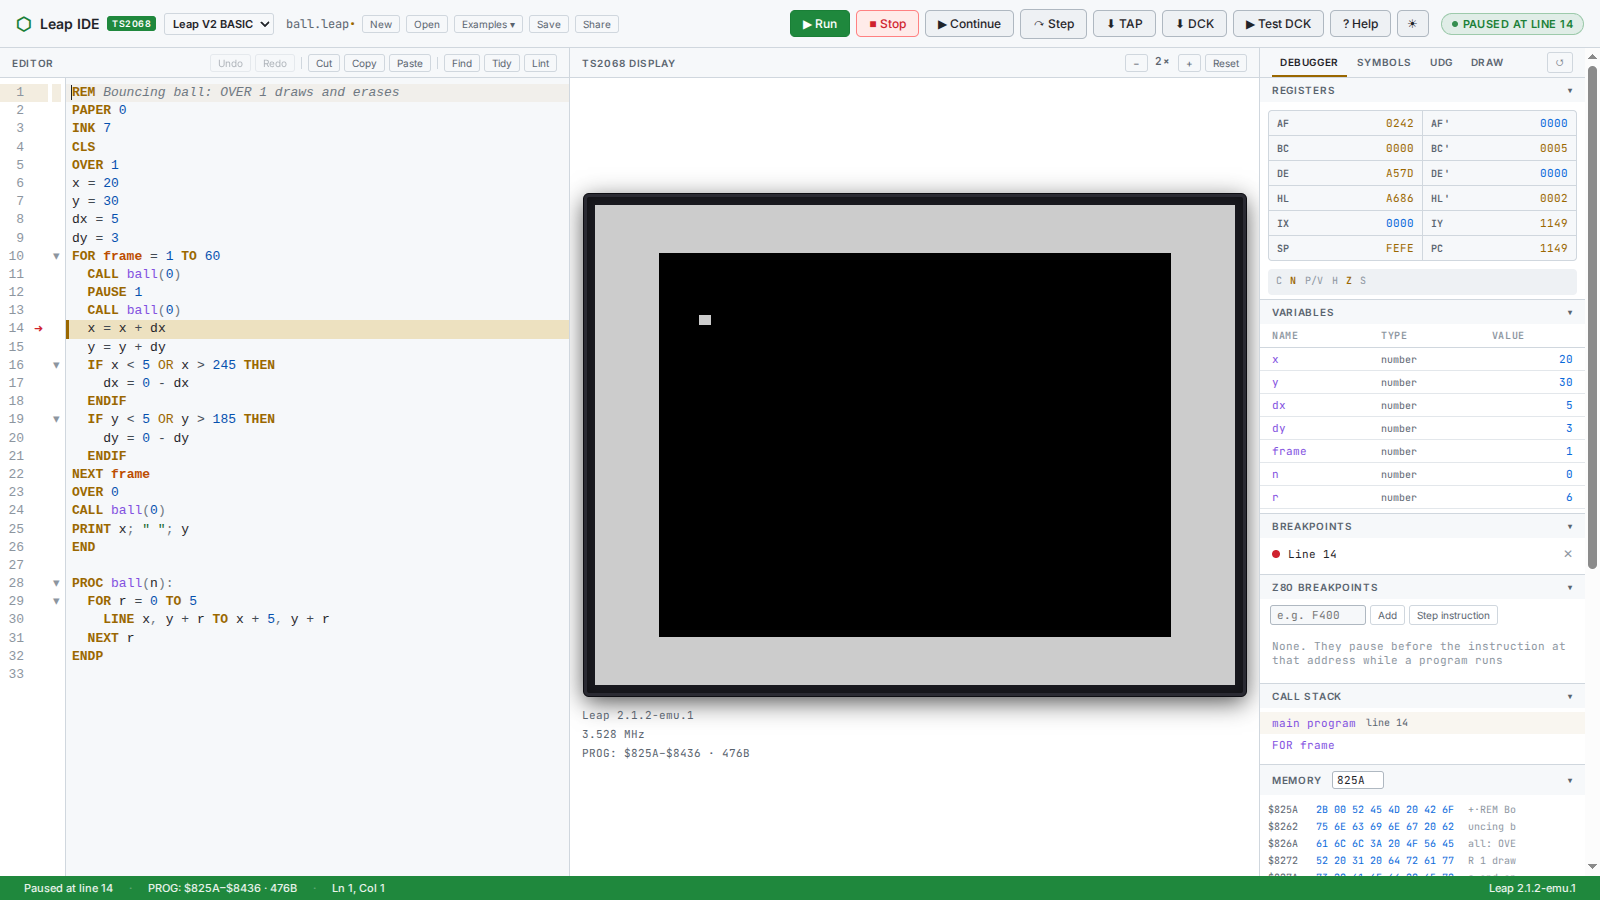 Leap IDE TS2068 Leap V2 BASIC ball.leap• New Open Examples ▾ Save Share ▶ Run ■ Stop ▶ Continue ↷ Step ⬇ TAP ⬇ DCK ▶ Test DCK ? Help ☀ ● PAUSED AT LINE 14
EDITOR Undo Redo Cut Copy Paste Find Tidy Lint
1 REM Bouncing ball: OVER 1 draws and erases
2 PAPER 0
3 INK 7
4 CLS
5 OVER 1
6 x = 20
7 y = 30
8 dx = 5
9 dy = 3
10 ▼ FOR frame = 1 TO 60
11 CALL ball(0)
12 PAUSE 1
13 CALL ball(0)
14 ➔ x = x + dx
15 y = y + dy
16 ▼ IF x < 5 OR x > 245 THEN
17 dx = 0 - dx
18 ENDIF
19 ▼ IF y < 5 OR y > 185 THEN
20 dy = 0 - dy
21 ENDIF
22 NEXT frame
23 OVER 0
24 CALL ball(0)
25 PRINT x; " "; y
26 END
27
28 ▼ PROC ball(n):
29 ▼ FOR r = 0 TO 5
30 LINE x, y + r TO x + 5, y + r
31 NEXT r
32 ENDP
33
TS2068 DISPLAY − 2× + Reset
Leap 2.1.2-emu.1
3.528 MHz
PROG: $825A–$8436 · 476B
DEBUGGER SYMBOLS UDG DRAW ↺
REGISTERS ▾
AF 0242 AF' 0000
BC 0000 BC' 0005
DE A57D DE' 0000
HL A686 HL' 0002
IX 0000 IY 1149
SP FEFE PC 1149
C N P/V H Z S
VARIABLES ▾
NAME TYPE VALUE
x number 20
y number 30
dx number 5
dy number 3
frame number 1
n number 0
r number 6
BREAKPOINTS ▾
Line 14 ✕
Z80 BREAKPOINTS ▾
e.g. F400 Add Step instruction
None. They pause before the instruction at
that address while a program runs
CALL STACK ▾
main program line 14
FOR frame
MEMORY 825A ▾
$825A 2B 00 52 45 4D 20 42 6F +·REM Bo
$8262 75 6E 63 69 6E 67 20 62 uncing b
$826A 61 6C 6C 3A 20 4F 56 45 all: OVE
$8272 52 20 31 20 64 72 61 77 R 1 draw
Paused at line 14 · PROG: $825A–$8436 · 476B · Ln 1, Col 1 Leap 2.1.2-emu.1